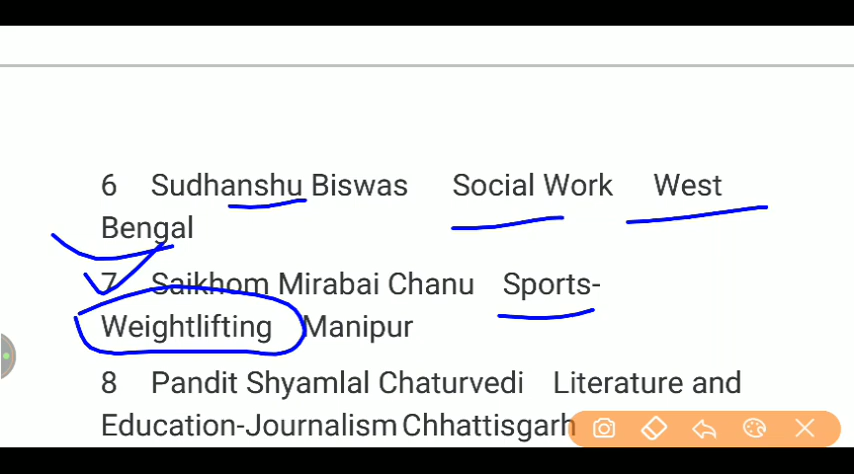 6 Sudhanshu Biswas Social Work West
Bengal
7 Saikhom Mirabai Chanu Sports-
Weightlifting Manipur
8 Pandit Shyamlal Chaturvedi Literature and
Education-Journalism Chhattisgarh